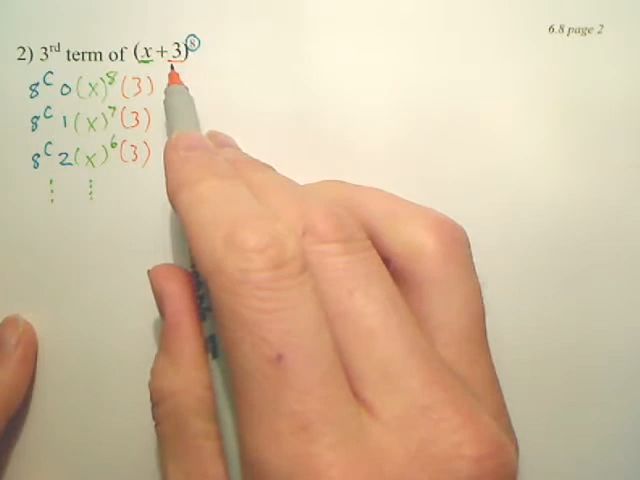 6.8 page 2
2) 3rd term of (x + 3)⁸
₈C₀(x)⁸(3)
₈C₁(x)⁷(3)
₈C₂(x)⁶(3)
⋮ ⋮